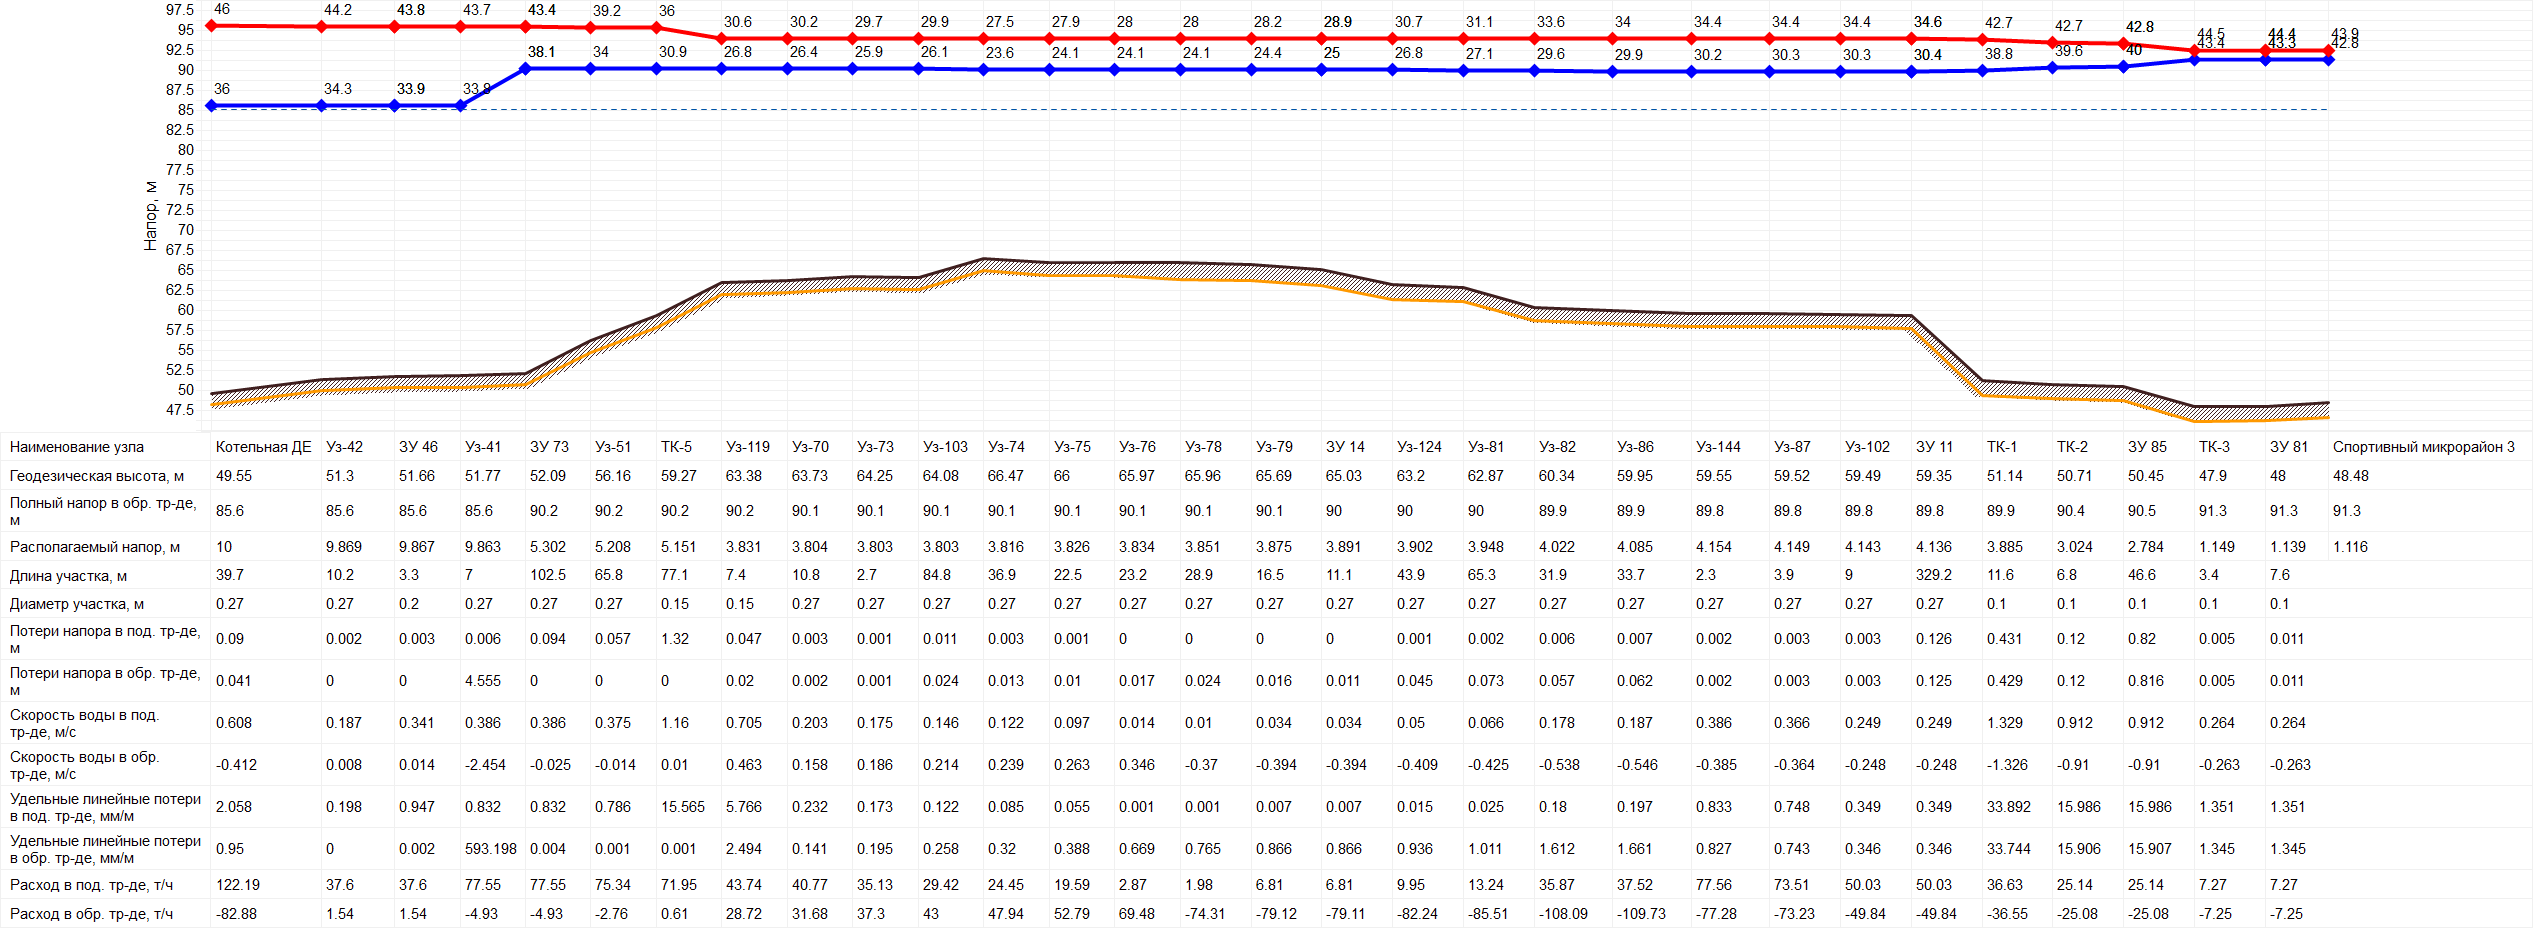 97.5
95
92.5
90
87.5
85
82.5
80
77.5
75
72.5
70
67.5
65
62.5
60
57.5
55
52.5
50
47.5
Напор, м
46 44.2 43.8 43.7 43.4 39.2 36 30.6 30.2 29.7 29.9 27.5 27.9 28 28 28.2 28.9 30.7 31.1 33.6 34 34.4 34.4 34.4 34.6 42.7 42.7 42.8 44.5 44.4 43.9
36 34.3 33.9 33.8 38.1 34 30.9 26.8 26.4 25.9 26.1 23.6 24.1 24.1 24.1 24.4 25 26.8 27.1 29.6 29.9 30.2 30.3 30.3 30.4 38.8 39.6 40 43.4 43.3 42.8
Наименование узла Котельная ДЕ Уз-42 ЗУ 46 Уз-41 ЗУ 73 Уз-51 ТК-5 Уз-119 Уз-70 Уз-73 Уз-103 Уз-74 Уз-75 Уз-76 Уз-78 Уз-79 ЗУ 14 Уз-124 Уз-81 Уз-82 Уз-86 Уз-144 Уз-87 Уз-102 ЗУ 11 ТК-1 ТК-2 ЗУ 85 ТК-3 ЗУ 81 Спортивный микрорайон 3
Геодезическая высота, м 49.55 51.3 51.66 51.77 52.09 56.16 59.27 63.38 63.73 64.25 64.08 66.47 66 65.97 65.96 65.69 65.03 63.2 62.87 60.34 59.95 59.55 59.52 59.49 59.35 51.14 50.71 50.45 47.9 48 48.48
Полный напор в обр. тр-де,
м
85.6 85.6 85.6 85.6 90.2 90.2 90.2 90.2 90.1 90.1 90.1 90.1 90.1 90.1 90.1 90.1 90 90 90 89.9 89.9 89.8 89.8 89.8 89.8 89.9 90.4 90.5 91.3 91.3 91.3
Располагаемый напор, м 10 9.869 9.867 9.863 5.302 5.208 5.151 3.831 3.804 3.803 3.803 3.816 3.826 3.834 3.851 3.875 3.891 3.902 3.948 4.022 4.085 4.154 4.149 4.143 4.136 3.885 3.024 2.784 1.149 1.139 1.116
Длина участка, м 39.7 10.2 3.3 7 102.5 65.8 77.1 7.4 10.8 2.7 84.8 36.9 22.5 23.2 28.9 16.5 11.1 43.9 65.3 31.9 33.7 2.3 3.9 9 329.2 11.6 6.8 46.6 3.4 7.6
Диаметр участка, м 0.27 0.27 0.2 0.27 0.27 0.27 0.15 0.15 0.27 0.27 0.27 0.27 0.27 0.27 0.27 0.27 0.27 0.27 0.27 0.27 0.27 0.27 0.27 0.27 0.27 0.1 0.1 0.1 0.1 0.1
Потери напора в под. тр-де,
м
0.09 0.002 0.003 0.006 0.094 0.057 1.32 0.047 0.003 0.001 0.011 0.003 0.001 0 0 0 0 0.001 0.002 0.006 0.007 0.002 0.003 0.003 0.126 0.431 0.12 0.82 0.005 0.011
Потери напора в обр. тр-де,
м
0.041 0 0 4.555 0 0 0 0.02 0.002 0.001 0.024 0.013 0.01 0.017 0.024 0.016 0.011 0.045 0.073 0.057 0.062 0.002 0.003 0.003 0.125 0.429 0.12 0.816 0.005 0.011
Скорость воды в под.
тр-де, м/с
0.608 0.187 0.341 0.386 0.386 0.375 1.16 0.705 0.203 0.175 0.146 0.122 0.097 0.014 0.01 0.034 0.034 0.05 0.066 0.178 0.187 0.386 0.366 0.249 0.249 1.329 0.912 0.912 0.264 0.264
Скорость воды в обр.
тр-де, м/с
-0.412 0.008 0.014 -2.454 -0.025 -0.014 0.01 0.463 0.158 0.186 0.214 0.239 0.263 0.346 -0.37 -0.394 -0.394 -0.409 -0.425 -0.538 -0.546 -0.385 -0.364 -0.248 -0.248 -1.326 -0.91 -0.91 -0.263 -0.263
Удельные линейные потери
в под. тр-де, мм/м
2.058 0.198 0.947 0.832 0.832 0.786 15.565 5.766 0.232 0.173 0.122 0.085 0.055 0.001 0.001 0.007 0.007 0.015 0.025 0.18 0.197 0.833 0.748 0.349 0.349 33.892 15.986 15.986 1.351 1.351
Удельные линейные потери
в обр. тр-де, мм/м
0.95 0 0.002 593.198 0.004 0.001 0.001 2.494 0.141 0.195 0.258 0.32 0.388 0.669 0.765 0.866 0.866 0.936 1.011 1.612 1.661 0.827 0.743 0.346 0.346 33.744 15.906 15.907 1.345 1.345
Расход в под. тр-де, т/ч 122.19 37.6 37.6 77.55 77.55 75.34 71.95 43.74 40.77 35.13 29.42 24.45 19.59 2.87 1.98 6.81 6.81 9.95 13.24 35.87 37.52 77.56 73.51 50.03 50.03 36.63 25.14 25.14 7.27 7.27
Расход в обр. тр-де, т/ч -82.88 1.54 1.54 -4.93 -4.93 -2.76 0.61 28.72 31.68 37.3 43 47.94 52.79 69.48 -74.31 -79.12 -79.11 -82.24 -85.51 -108.09 -109.73 -77.28 -73.23 -49.84 -49.84 -36.55 -25.08 -25.08 -7.25 -7.25